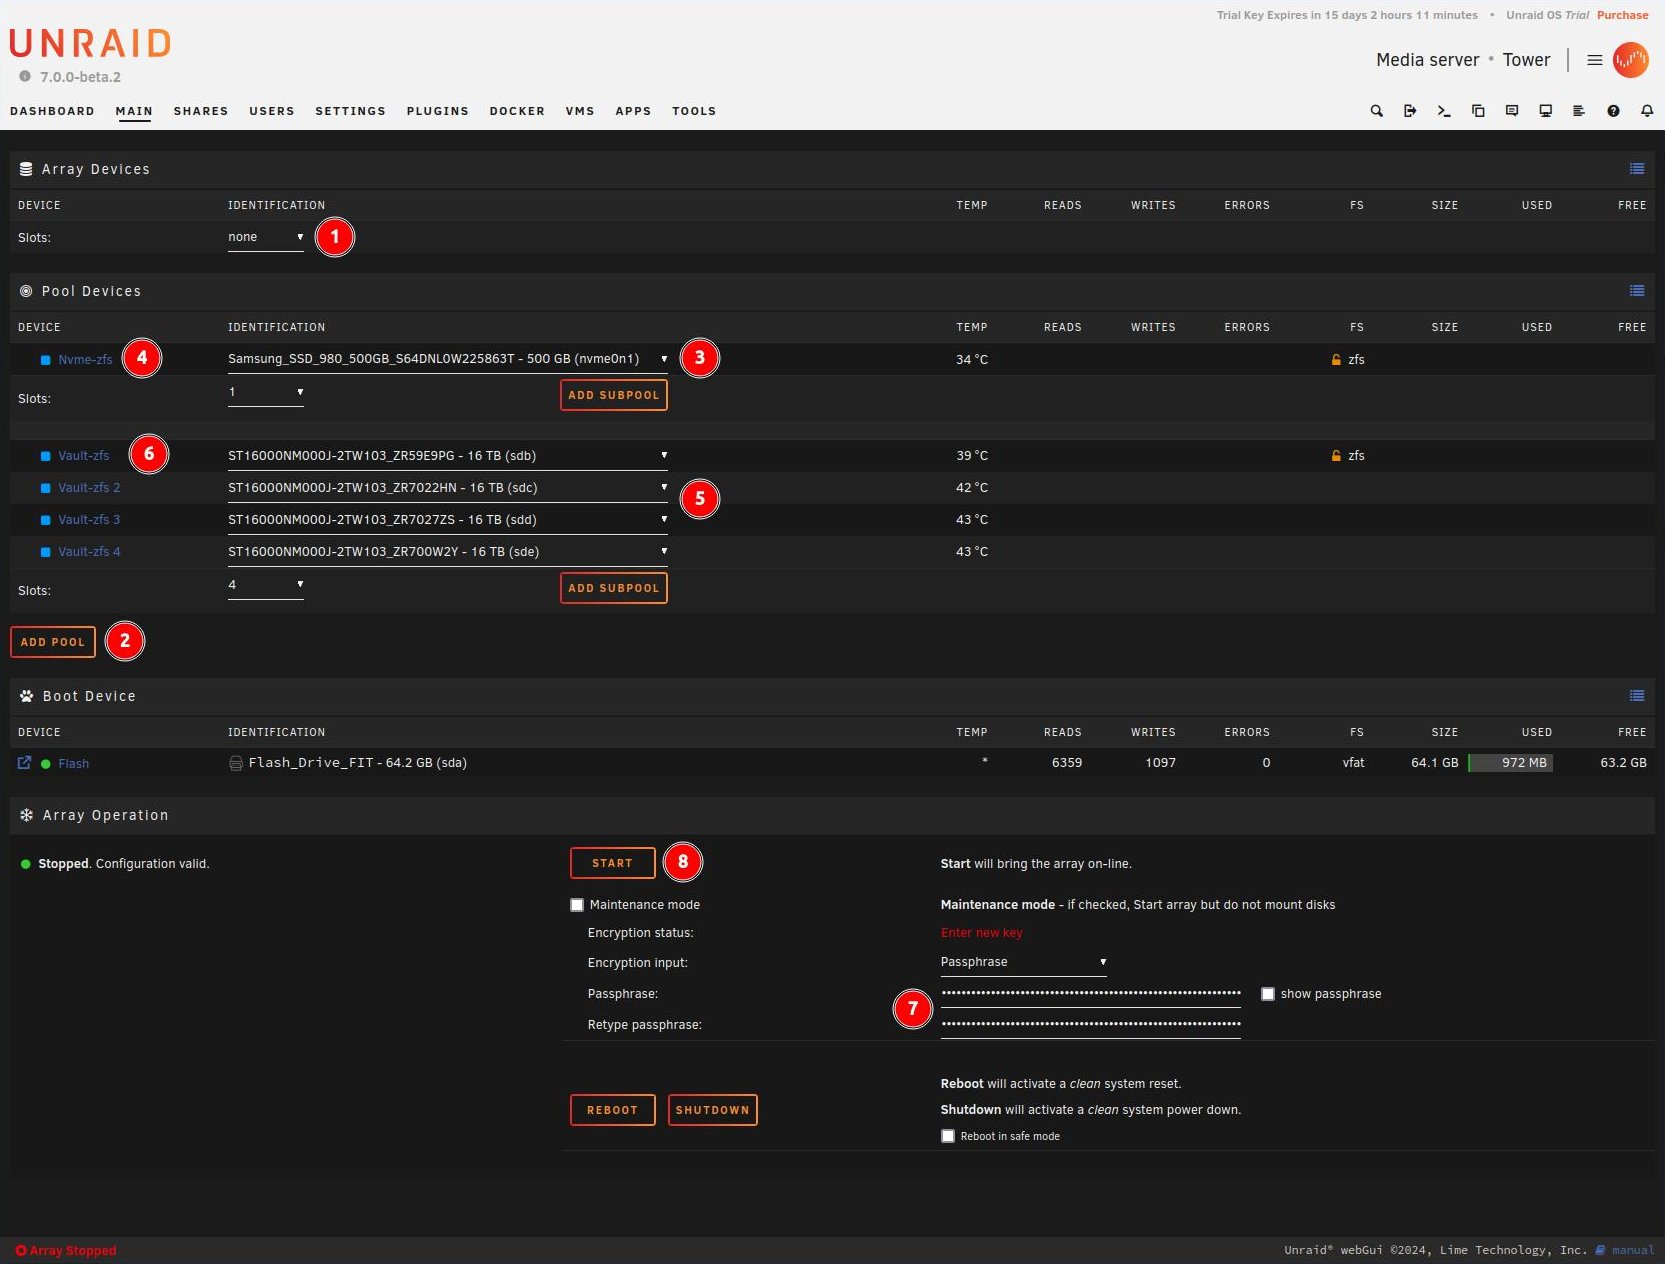 Trial Key Expires in 15 days 2 hours 11 minutes • Unraid OS Trial Purchase
UNRAID
7.0.0-beta.2
Media server • Tower
DASHBOARD MAIN SHARES USERS SETTINGS PLUGINS DOCKER VMS APPS TOOLS
Array Devices
DEVICE IDENTIFICATION TEMP READS WRITES ERRORS FS SIZE USED FREE
Slots: none 1
Pool Devices
DEVICE IDENTIFICATION TEMP READS WRITES ERRORS FS SIZE USED FREE
Nvme-zfs 4 Samsung_SSD_980_500GB_S64DNL0W225863T - 500 GB (nvme0n1) 3 34 °C zfs
Slots: 1 ADD SUBPOOL
Vault-zfs 6 ST16000NM000J-2TW103_ZR59E9PG - 16 TB (sdb) 39 °C zfs
Vault-zfs 2 ST16000NM000J-2TW103_ZR7022HN - 16 TB (sdc) 5 42 °C
Vault-zfs 3 ST16000NM000J-2TW103_ZR7027ZS - 16 TB (sdd) 43 °C
Vault-zfs 4 ST16000NM000J-2TW103_ZR700W2Y - 16 TB (sde) 43 °C
Slots: 4 ADD SUBPOOL
ADD POOL 2
Boot Device
DEVICE IDENTIFICATION TEMP READS WRITES ERRORS FS SIZE USED FREE
Flash Flash_Drive_FIT - 64.2 GB (sda) * 6359 1097 0 vfat 64.1 GB 972 MB 63.2 GB
Array Operation
Stopped. Configuration valid. START 8 Start will bring the array on-line.
Maintenance mode Maintenance mode - if checked, Start array but do not mount disks
Encryption status: Enter new key
Encryption input: Passphrase
Passphrase: show passphrase
7
Retype passphrase:
Reboot will activate a clean system reset.
REBOOT SHUTDOWN Shutdown will activate a clean system power down.
Reboot in safe mode
Array Stopped Unraid® webGui ©2024, Lime Technology, Inc. manual